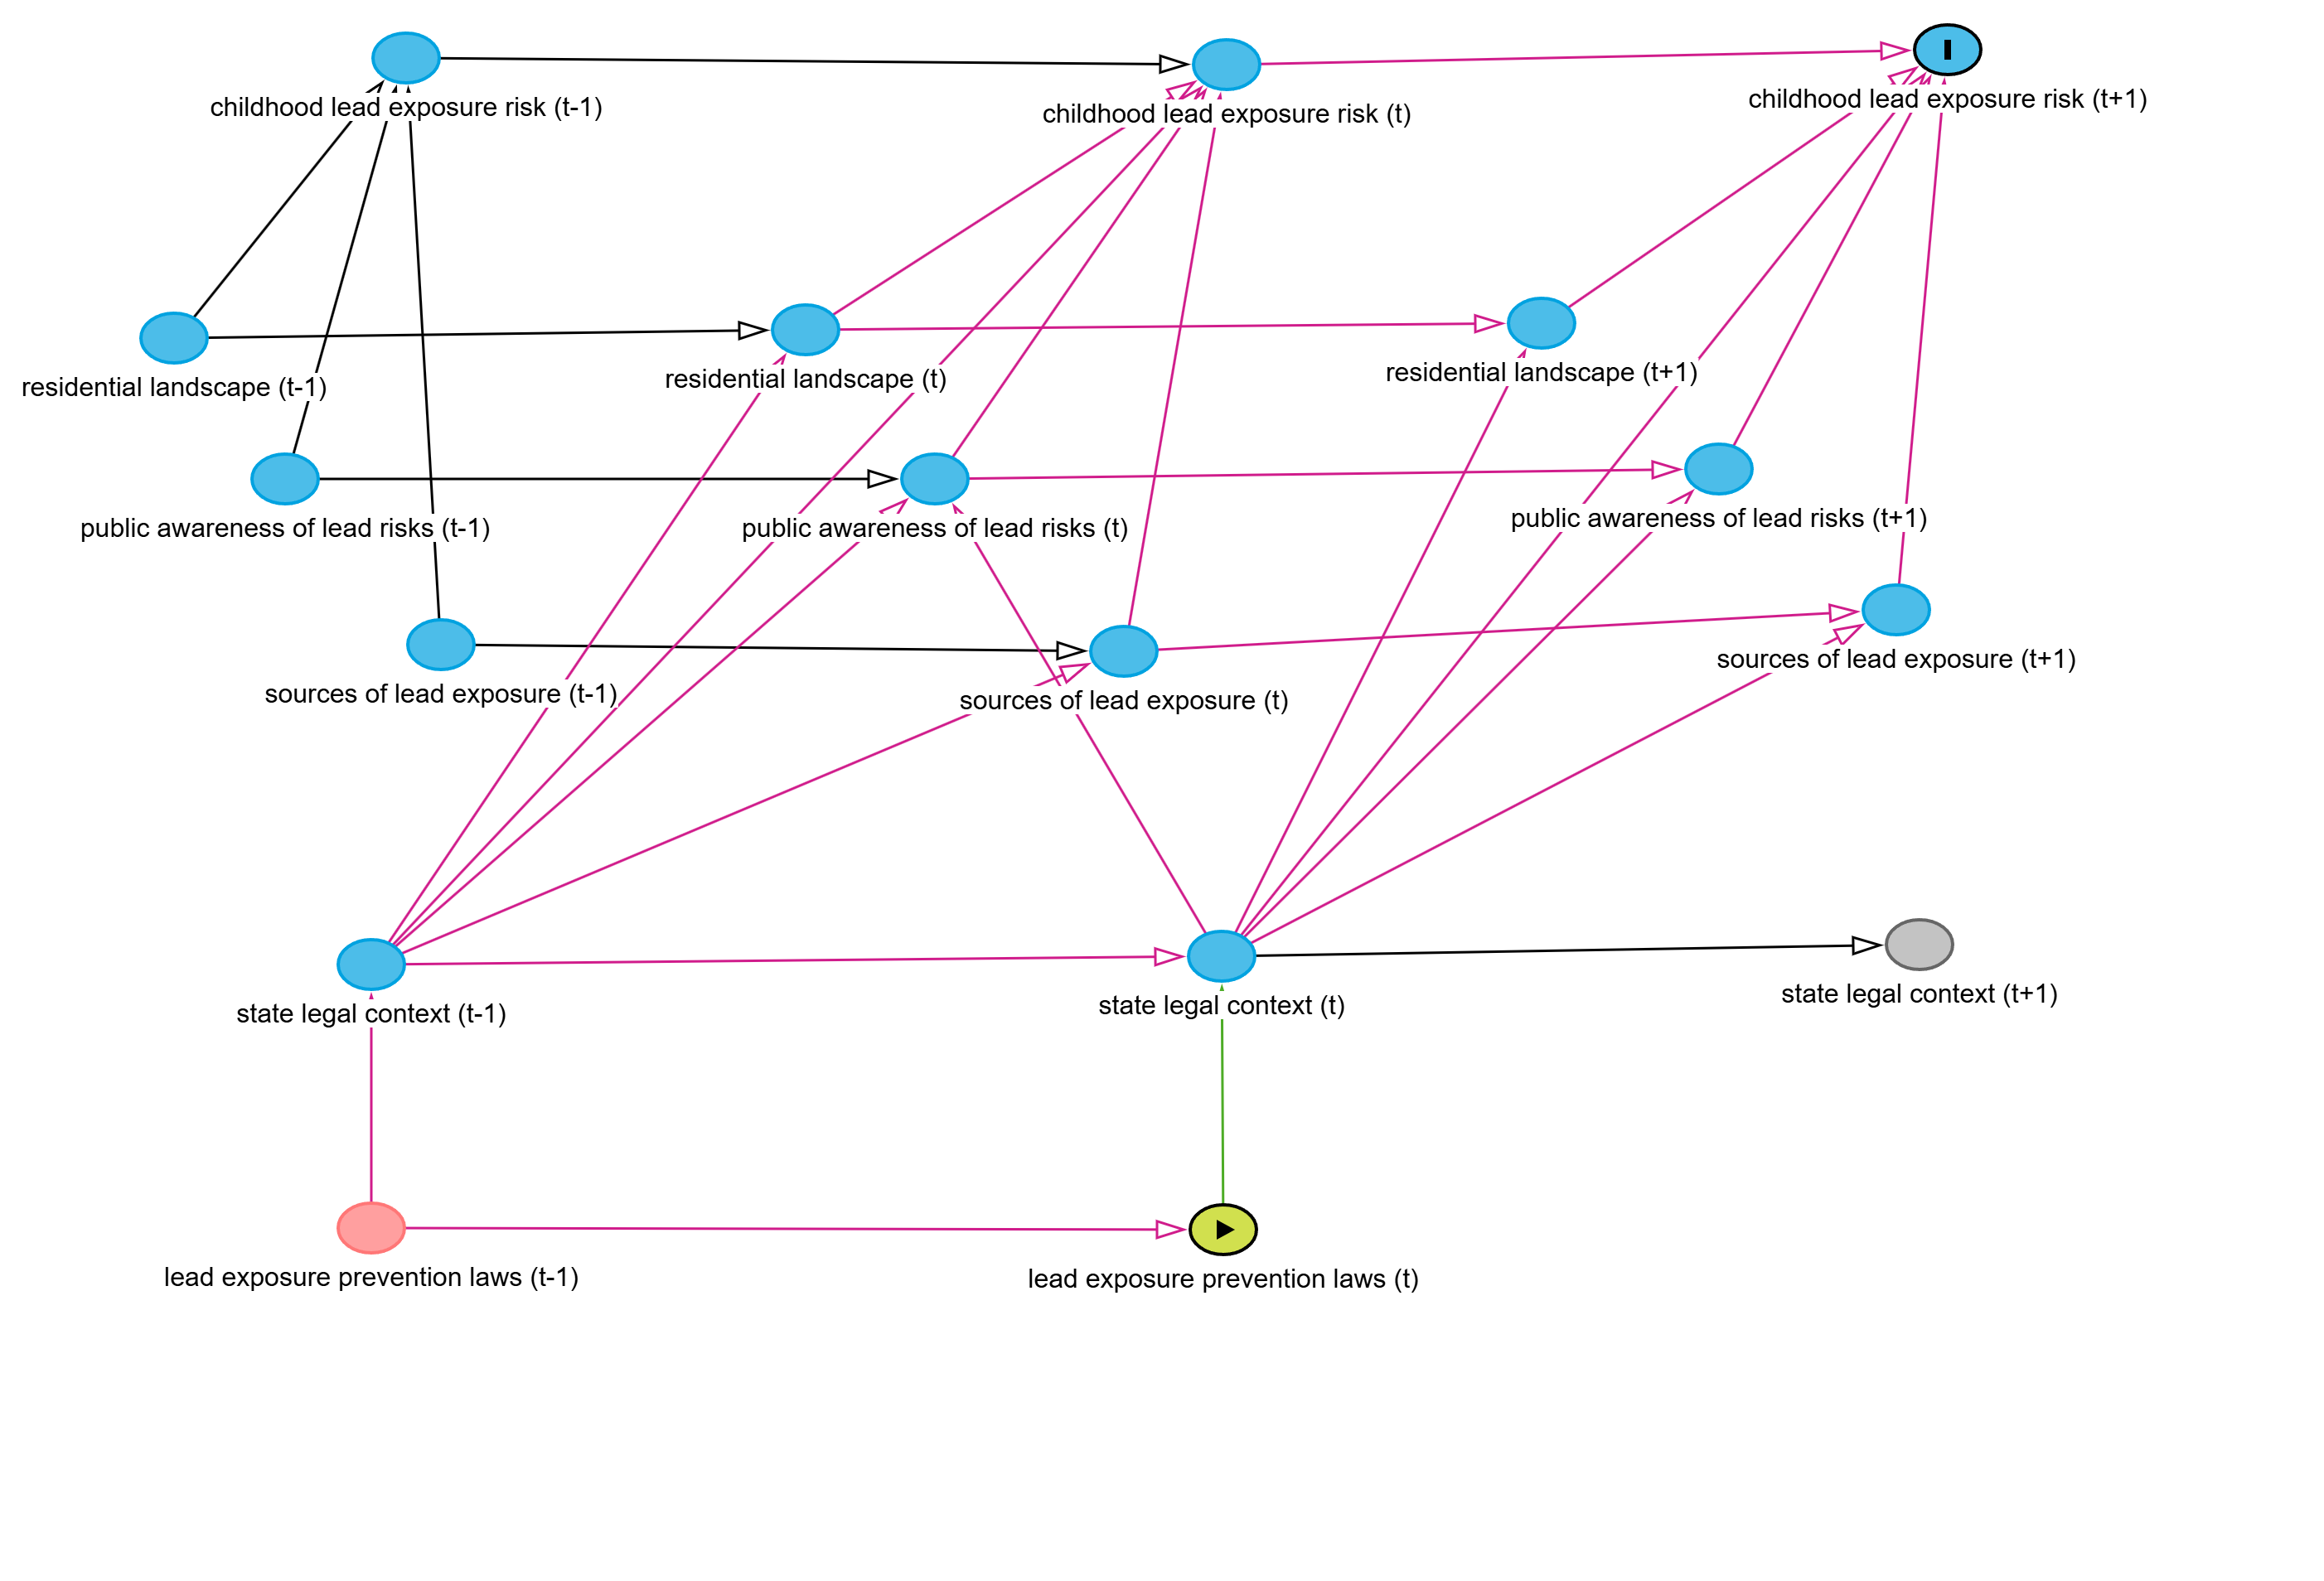 childhood lead exposure risk (t-1)
childhood lead exposure risk (t)
childhood lead exposure risk (t+1)
residential landscape (t-1)
residential landscape (t)
residential landscape (t+1)
public awareness of lead risks (t-1)
public awareness of lead risks (t)
public awareness of lead risks (t+1)
sources of lead exposure (t-1)
sources of lead exposure (t)
sources of lead exposure (t+1)
state legal context (t-1)
state legal context (t)
state legal context (t+1)
lead exposure prevention laws (t-1)
lead exposure prevention laws (t)